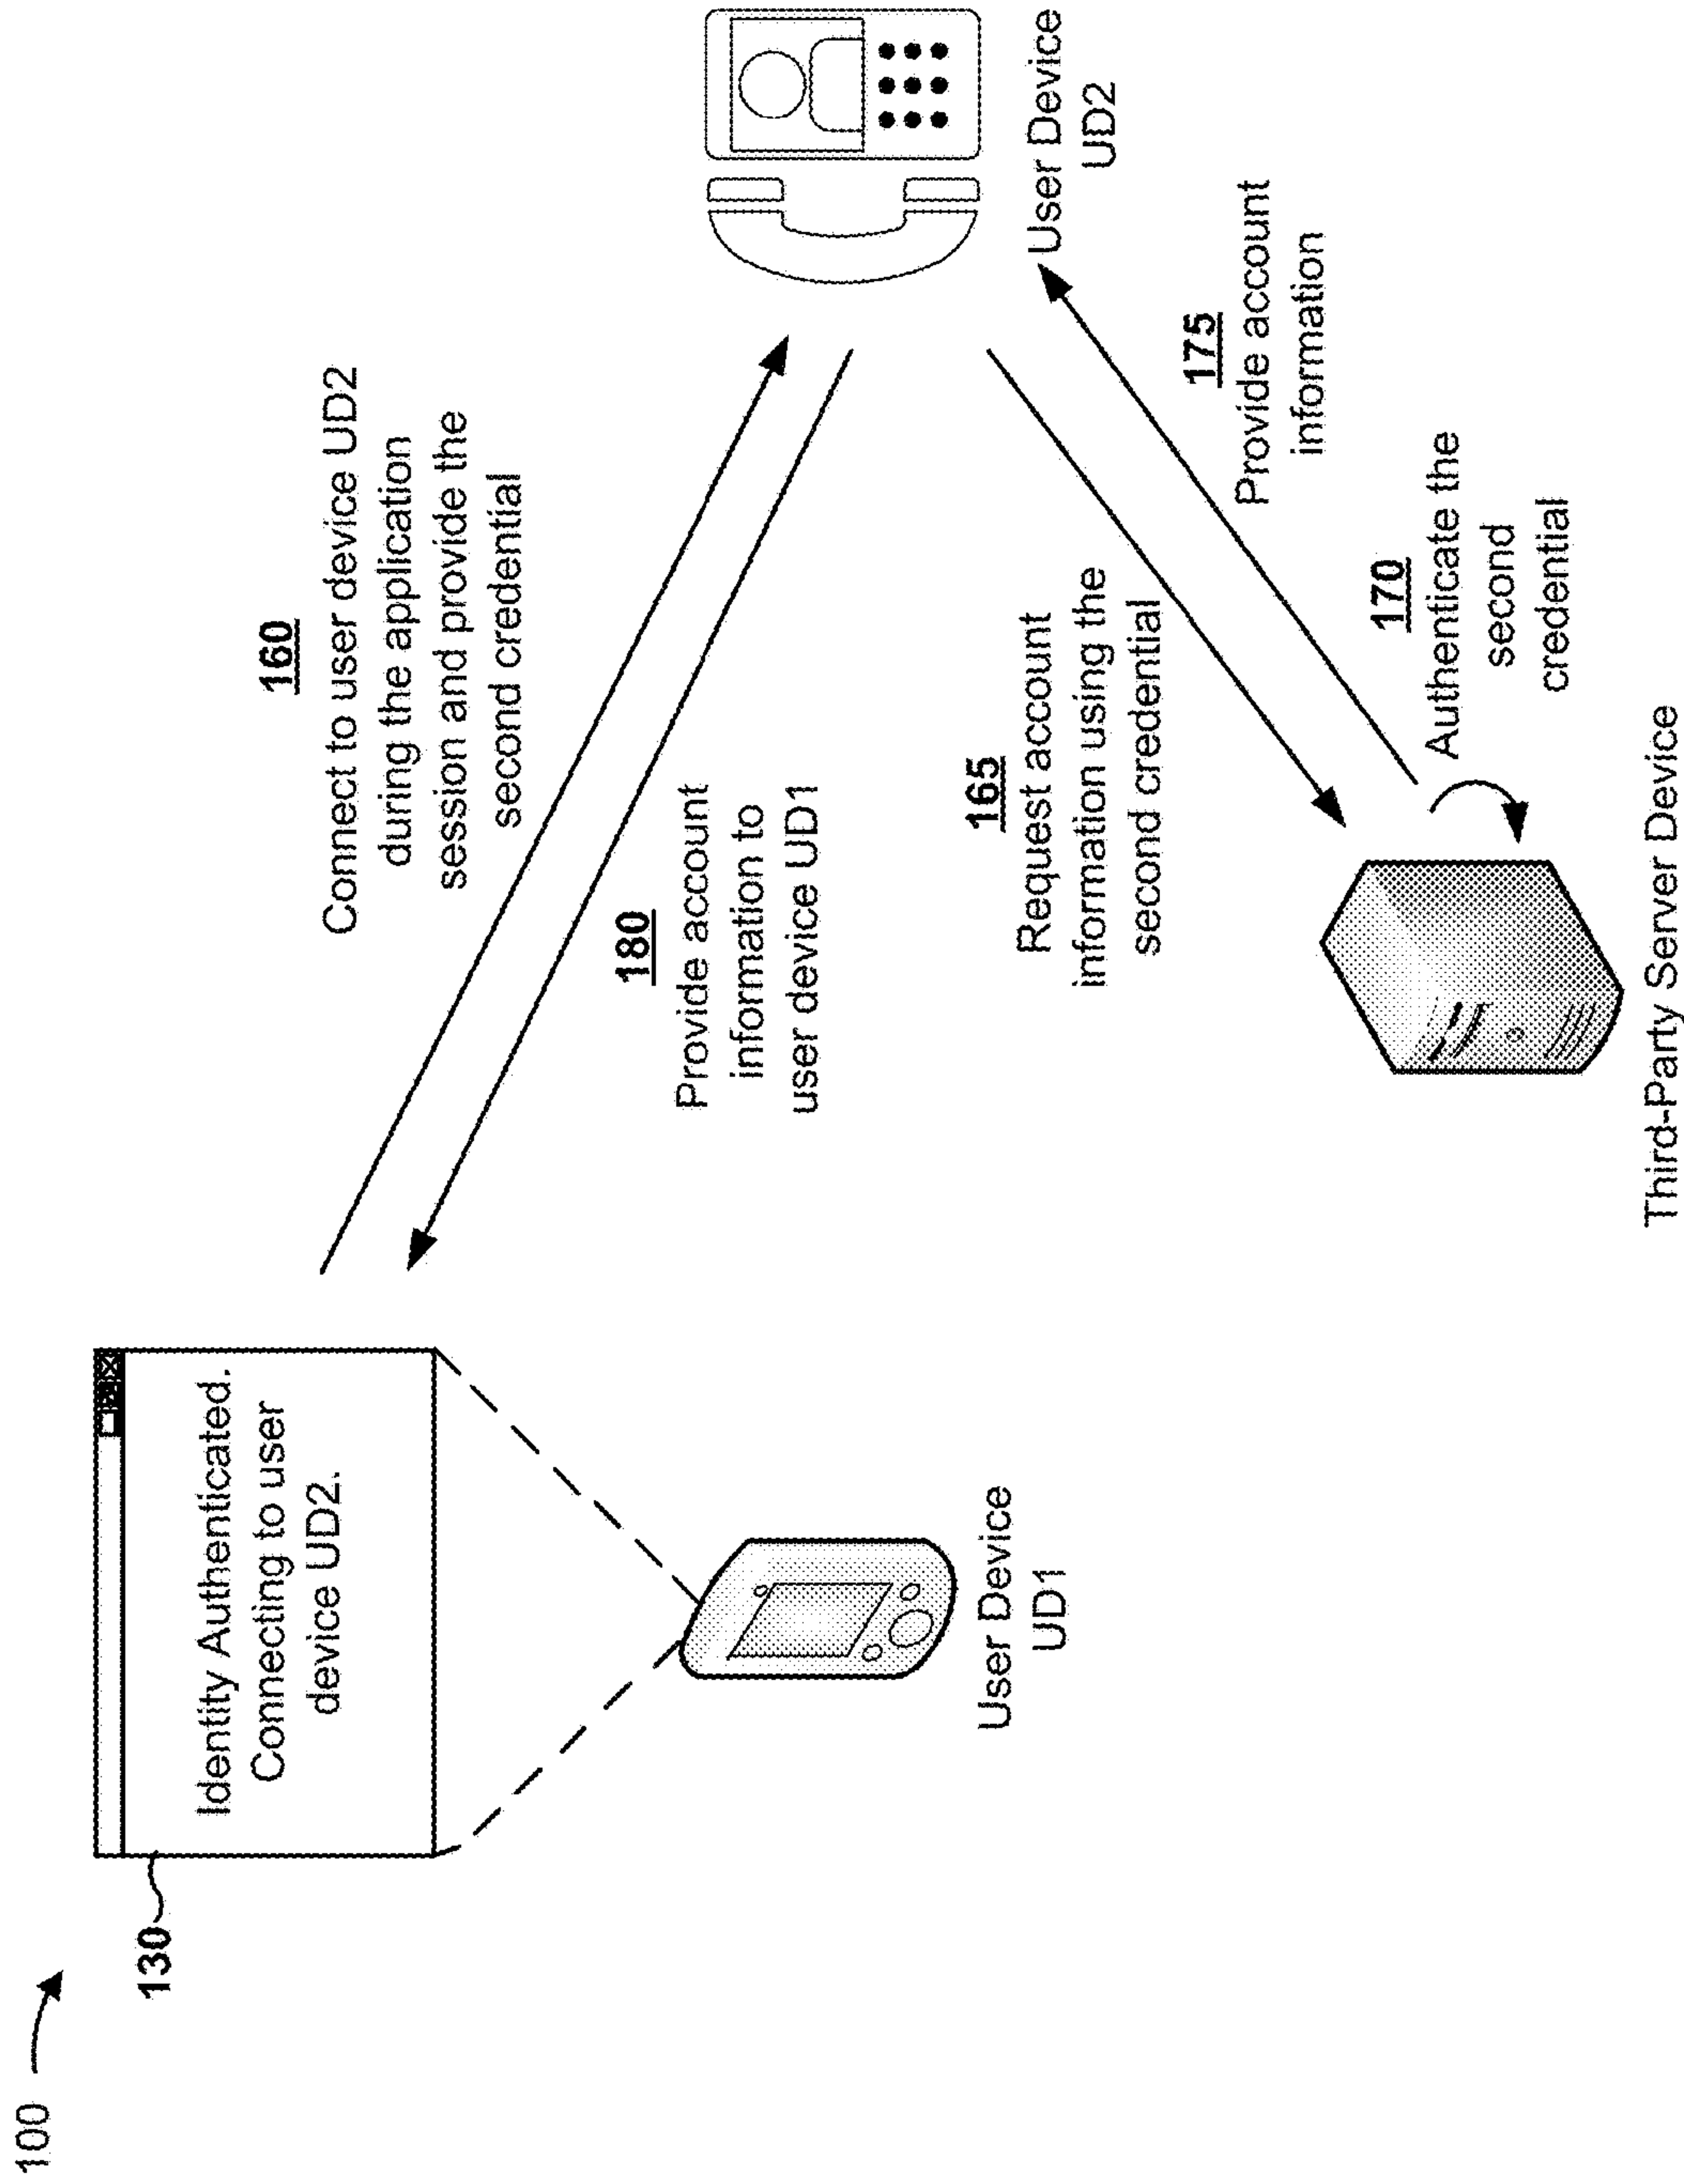 100
130
Identity Authenticated.
Connecting to user
device UD2.
User Device
UD1
160
Connect to user device UD2
during the application
session and provide the
second credential
180
Provide account
information to
user device UD1
User Device
UD2
165
Request account
information using the
second credential
175
Provide account
information
170
Authenticate the
second
credential
Third-Party Server Device